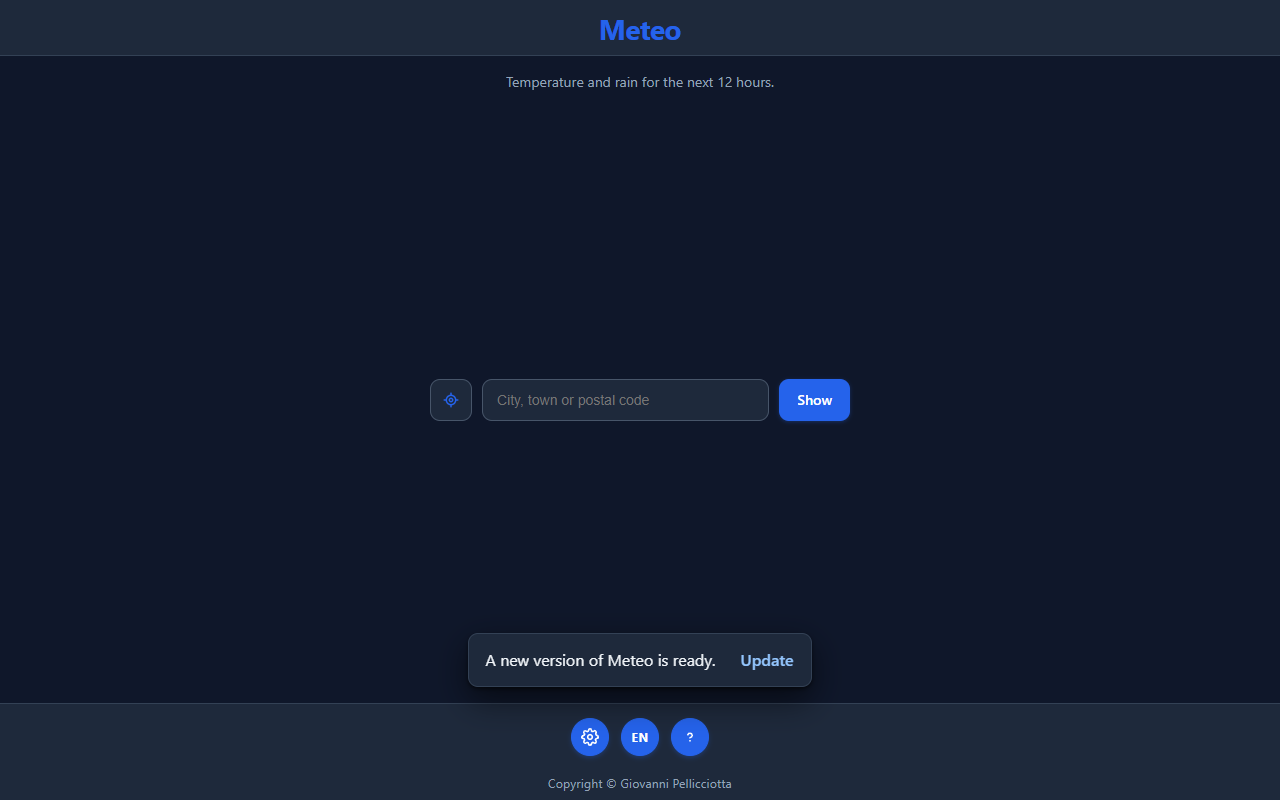 Meteo
Temperature and rain for the next 12 hours.
City, town or postal code
Show
A new version of Meteo is ready.
Update
EN
?
Copyright © Giovanni Pellicciotta